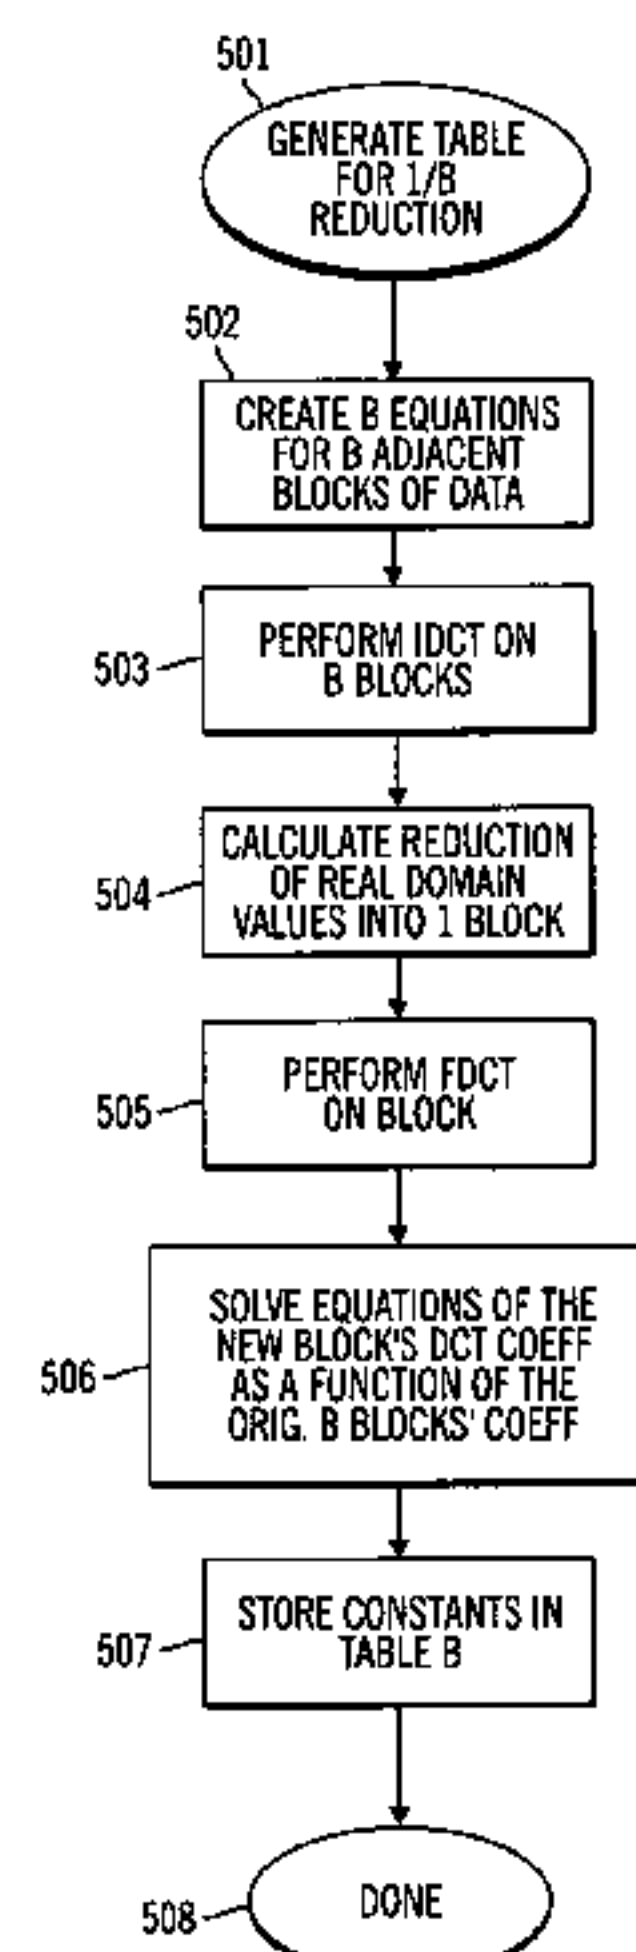 501
GENERATE TABLE
FOR 1/B
REDUCTION
502
CREATE B EQUATIONS
FOR B ADJACENT
BLOCKS OF DATA
503
PERFORM IDCT ON
B BLOCKS
504
CALCULATE REDUCTION
OF REAL DOMAIN
VALUES INTO 1 BLOCK
505
PERFORM FDCT
ON BLOCK
506
SOLVE EQUATIONS OF THE
NEW BLOCK'S DCT COEFF
AS A FUNCTION OF THE
ORIG. B BLOCKS' COEFF
507
STORE CONSTANTS IN
TABLE B
508
DONE